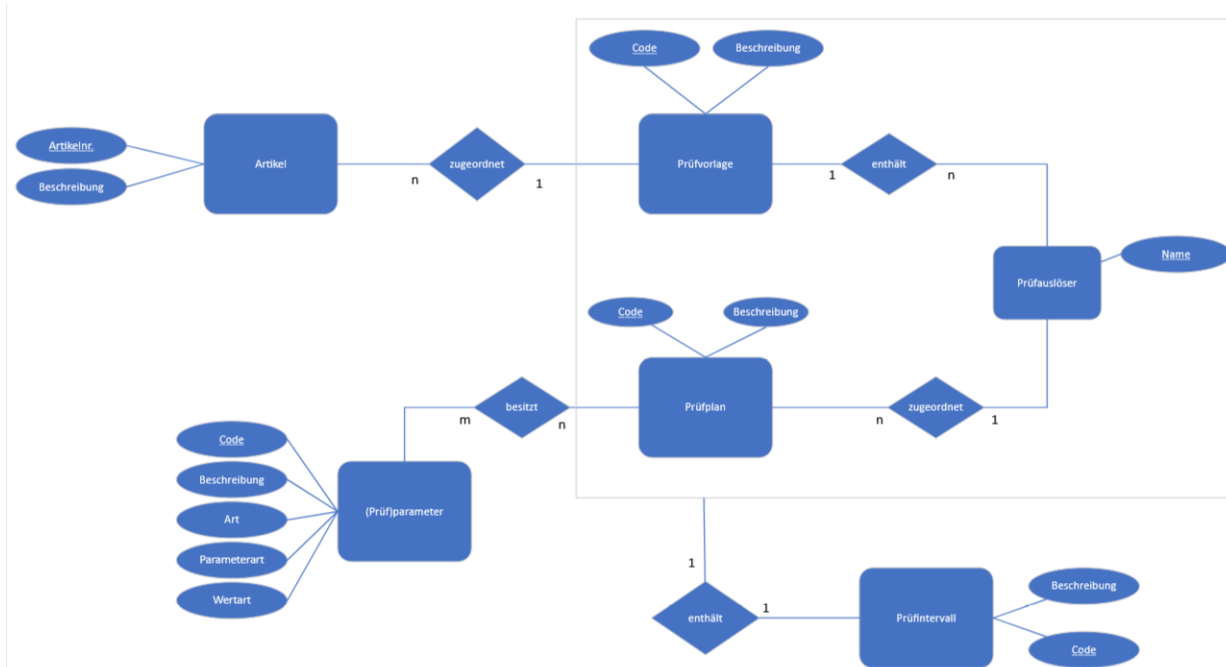 Code
Beschreibung
Artikelnr.
Beschreibung
Artikel
n
zugeordnet
1
Prüfvorlage
1
enthält
n
Prüfauslöser
Name
Code
Beschreibung
Prüfplan
n
zugeordnet
1
m
besitzt
n
Code
Beschreibung
Art
Parameterart
Wertart
(Prüf)parameter
1
enthält
1
Prüfintervall
Beschreibung
Code